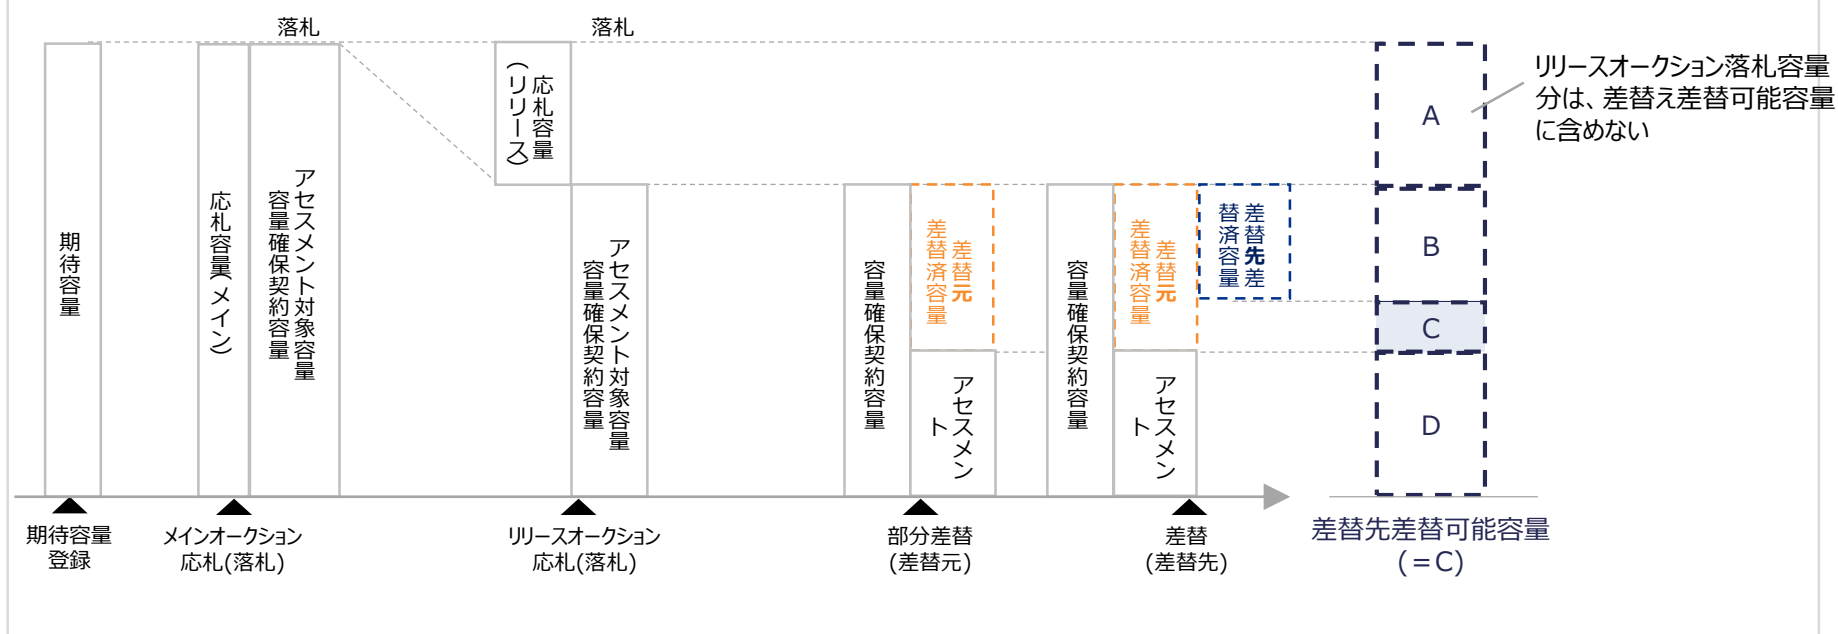 落札
落札
期待容量
応札容量(メイン)
アセスメント対象容量
容量確保契約容量
応札容量
(リリース)
アセスメント対象容量
容量確保契約容量
容量確保契約容量
差替元
差替済容量
アセスメン
ト
容量確保契約容量
差替元
差替済容量
アセスメン
ト
差替先差
替済容量
A
B
C
D
リリースオークション落札容量
分は、差替え差替可能容量
に含めない
期待容量
登録
メインオークション
応札(落札)
リリースオークション
応札(落札)
部分差替
(差替元)
差替
(差替先)
差替先差替可能容量
(＝C)